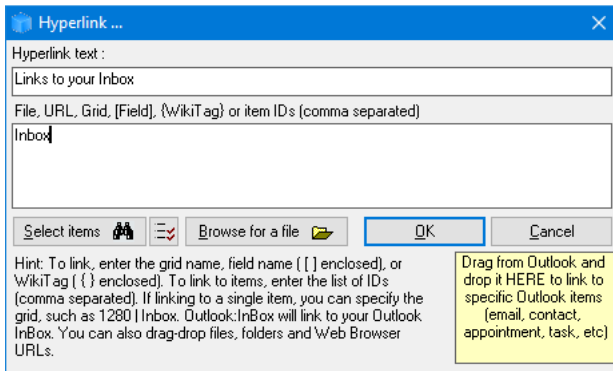 Hyperlink ...
Hyperlink text :
Links to your Inbox
File, URL, Grid, [Field], {WikiTag} or item IDs (comma separated)
Inbox
Select items
Browse for a file
OK
Cancel
Hint: To link, enter the grid name, field name ( [ ] enclosed), or
WikiTag ( { } enclosed). To link to items, enter the list of IDs
(comma separated). If linking to a single item, you can specify the
grid, such as 1280 | Inbox. Outlook:InBox will link to your Outlook
InBox. You can also drag-drop files, folders and Web Browser
URLs.
Drag from Outlook and
drop it HERE to link to
specific Outlook items
(email, contact,
appointment, task, etc)